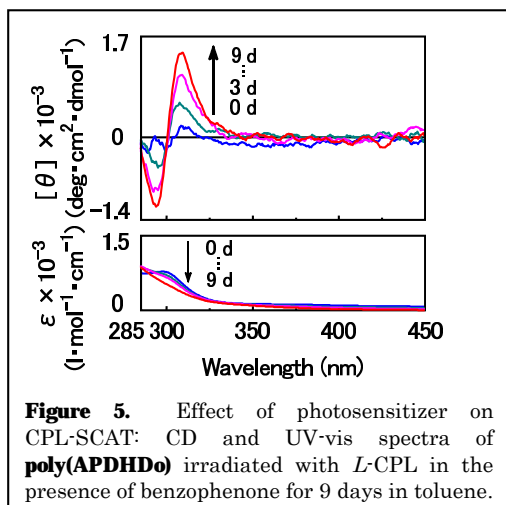 1.7
0
−1.4
[θ] ×10⁻³
(deg·cm²·dmol⁻¹)
9 d
3 d
0 d
1.5
0
ε ×10⁻³
(l·mol⁻¹·cm⁻¹)
0 d
9 d
285 300 350 400 450
Wavelength (nm)
Figure 5. Effect of photosensitizer on
CPL-SCAT: CD and UV-vis spectra of
poly(APDHDo) irradiated with L-CPL in the
presence of benzophenone for 9 days in toluene.